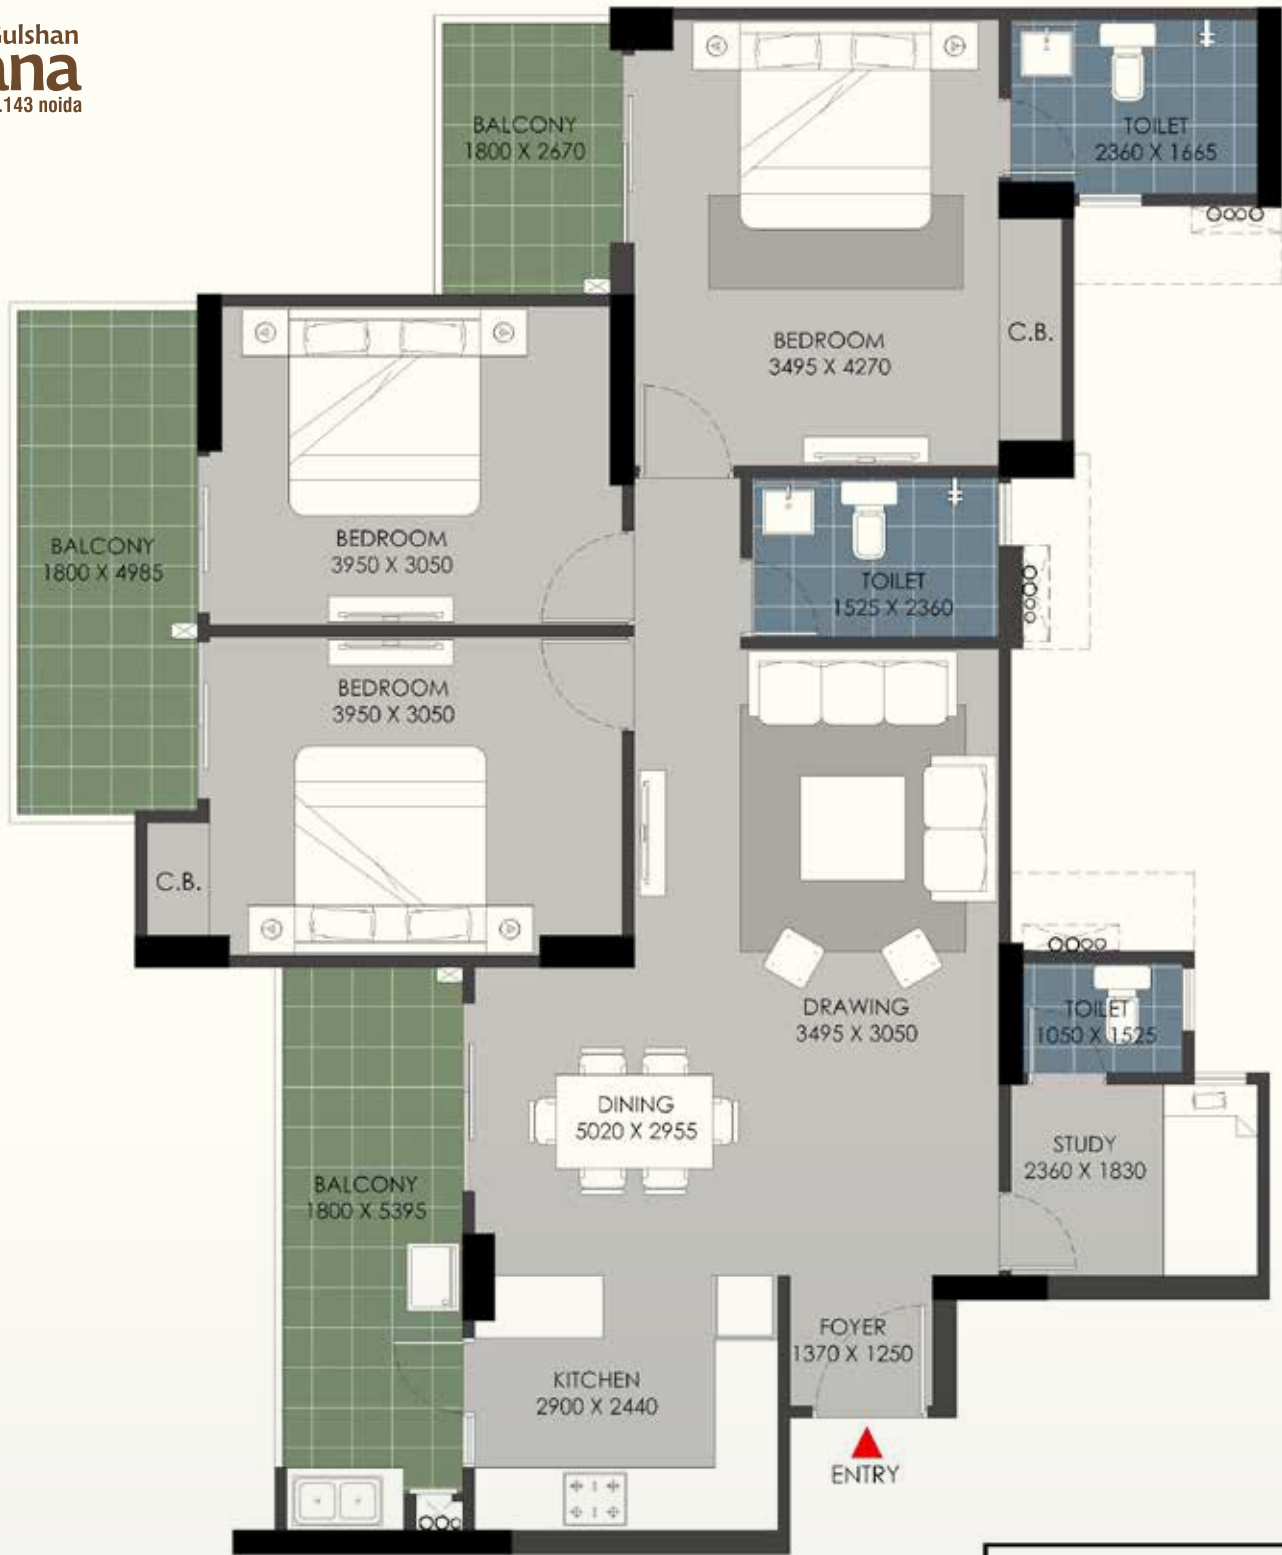 Gulshan
143 noida
BALCONY
1800 X 2670
TOILET
2360 X 1665
BEDROOM
3495 X 4270
C.B.
BEDROOM
3950 X 3050
BALCONY
1800 X 4985
TOILET
1525 X 2360
BEDROOM
3950 X 3050
C.B.
DRAWING
3495 X 3050
TOILET
1050 X 1525
DINING
5020 X 2955
STUDY
2360 X 1830
BALCONY
1800 X 5395
FOYER
1370 X 1250
KITCHEN
2900 X 2440
ENTRY